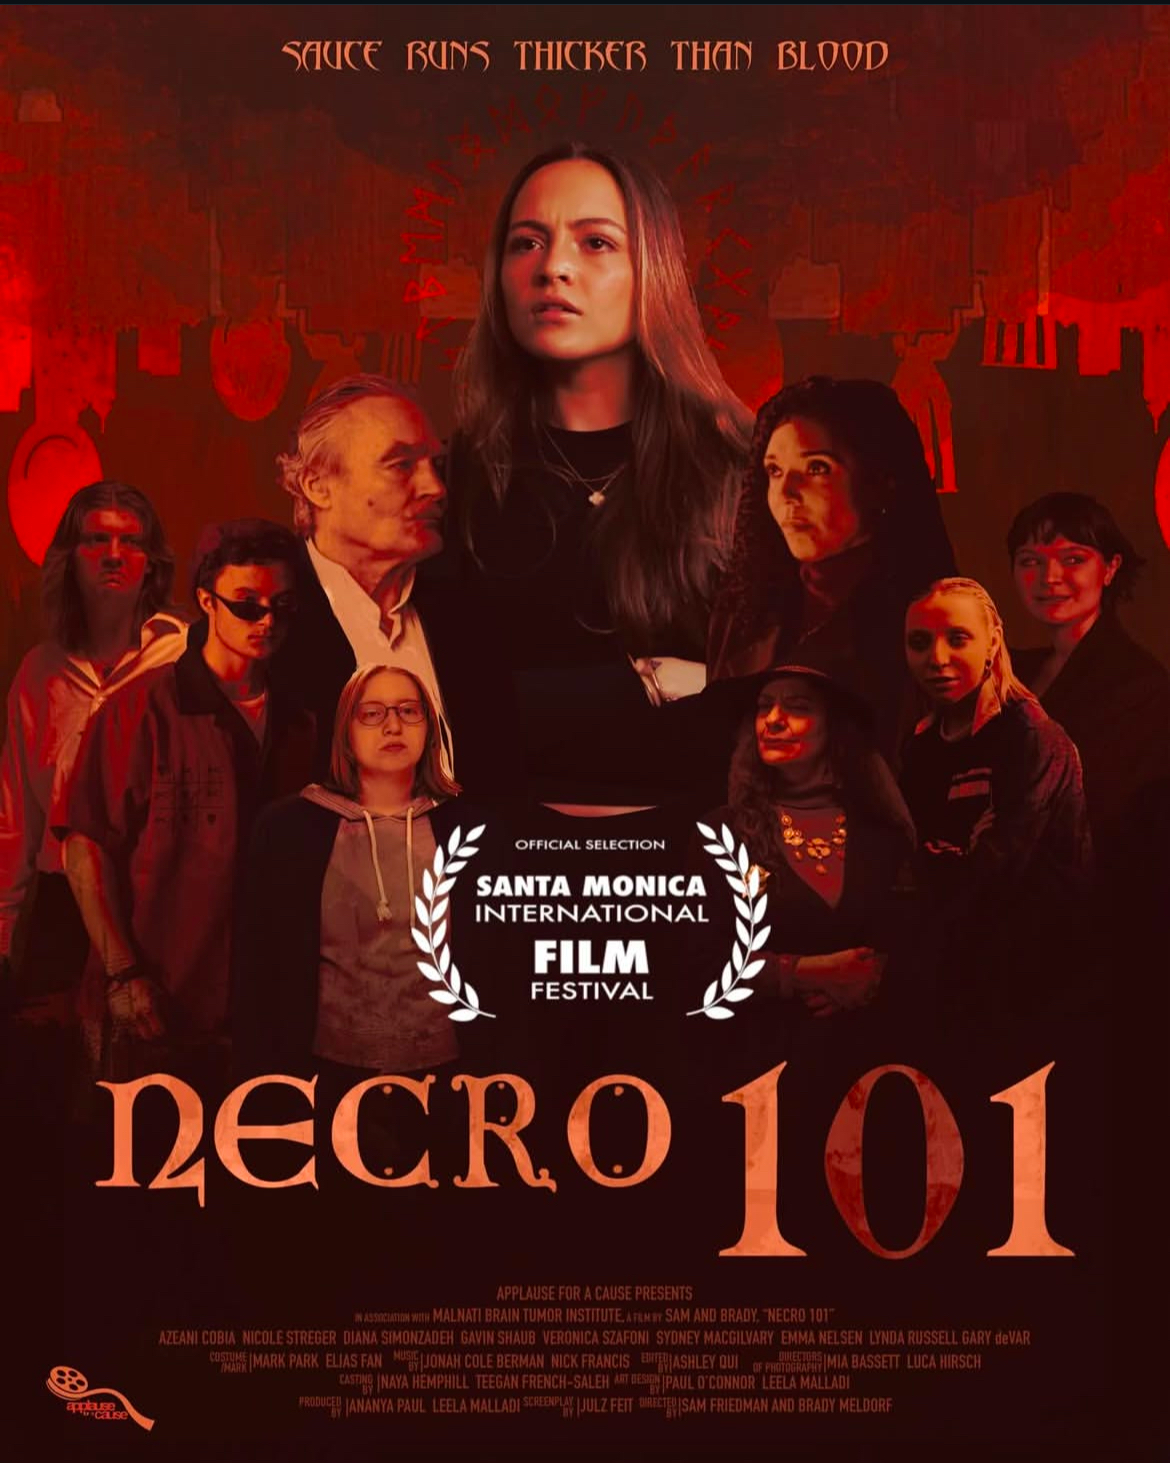 SAUCE RUNS THICKER THAN BLOOD
OFFICIAL SELECTION
SANTA MONICA
INTERNATIONAL
FILM
FESTIVAL
NECRO 101
APPLAUSE FOR A CAUSE PRESENTS
IN ASSOCIATION WITH MALNATI BRAIN TUMOR INSTITUTE, A FILM BY SAM AND BRADY, "NECRO 101"
AZEANI COBIA NICOLE STREGER DIANA SIMONZADEH GAVIN SHAUB VERONICA SZAFONI SYDNEY MACGILVARY EMMA NELSEN LYNDA RUSSELL GARY deVAR
COSTUME /MARK | MARK PARK ELIAS FAN MUSIC BY | JONAH COLE BERMAN NICK FRANCIS EDITED BY | ASHLEY QUI DIRECTORS OF PHOTOGRAPHY | MIA BASSETT LUCA HIRSCH
CASTING BY | NAYA HEMPHILL TEEGAN FRENCH-SALEH ART DESIGN BY | PAUL O'CONNOR LEELA MALLADI
PRODUCED BY | ANANYA PAUL LEELA MALLADI SCREENPLAY BY | JULZ FEIT DIRECTED BY | SAM FRIEDMAN AND BRADY MELDORF
applause
cause